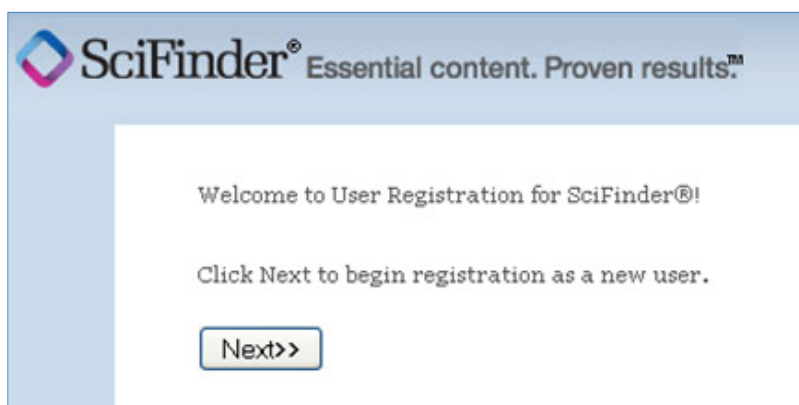 SciFinder® Essential content. Proven results.™
Welcome to User Registration for SciFinder®!
Click Next to begin registration as a new user.
Next>>